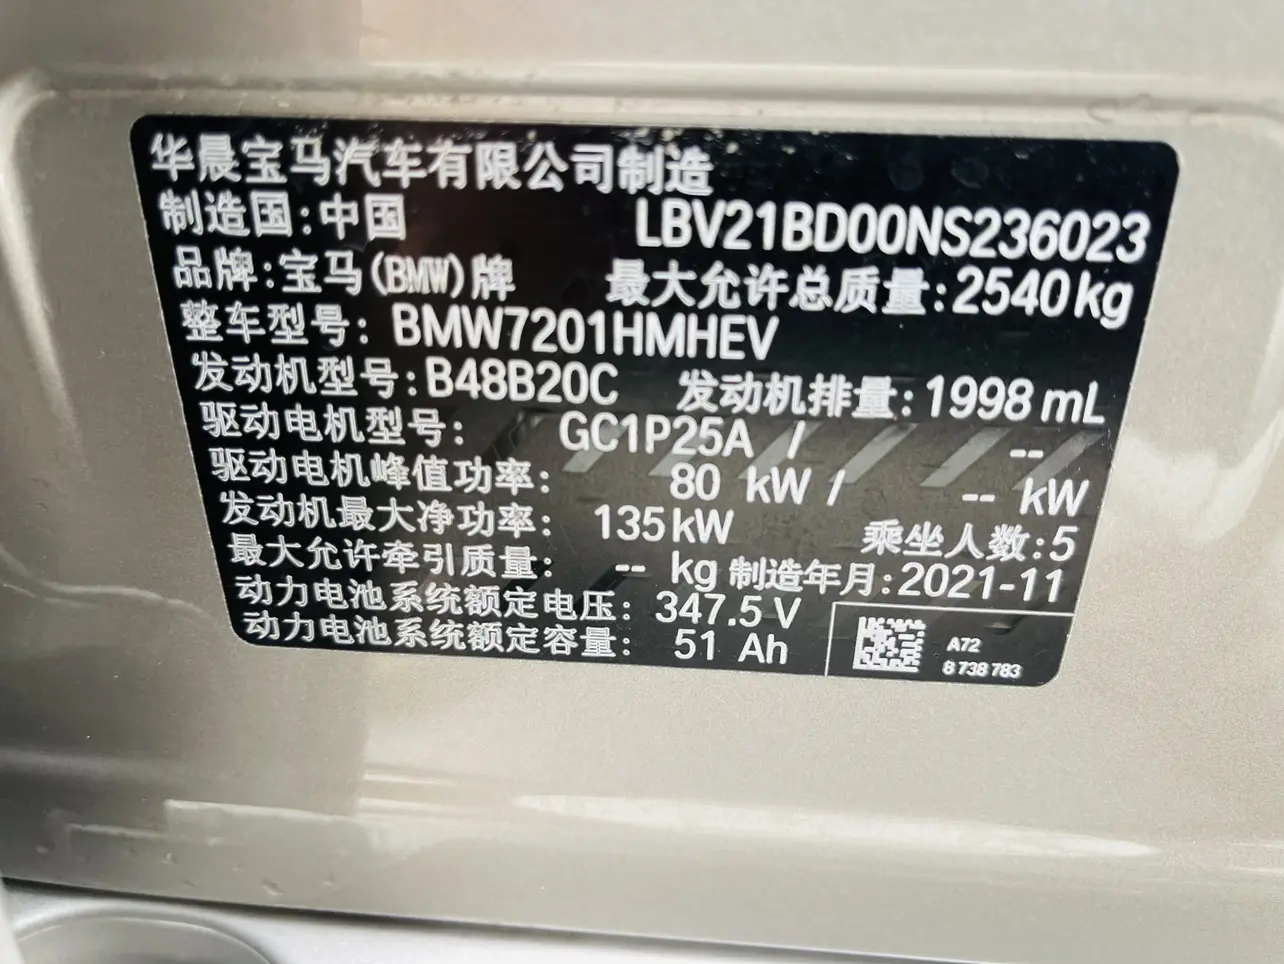 华晨宝马汽车有限公司制造
制造国:中国 LBV21BD00NS236023
品牌:宝马(BMW)牌 最大允许总质量:2540kg
整车型号: BMW7201HMHEV
发动机型号:B48B20C 发动机排量:1998mL
驱动电机型号: GC1P25A / --
驱动电机峰值功率: 80 kW / -- kW
发动机最大净功率: 135kW 乘坐人数:5
最大允许牵引质量: -- kg 制造年月:2021-11
动力电池系统额定电压: 347.5 V
动力电池系统额定容量: 51 Ah
A72
8 738 783